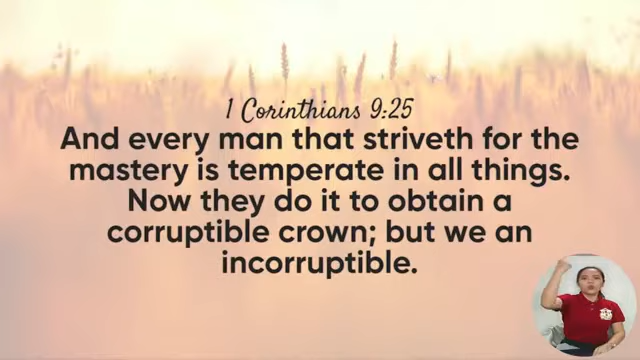 1 Corinthians 9:25
And every man that striveth for the
mastery is temperate in all things.
Now they do it to obtain a
corruptible crown; but we an
incorruptible.